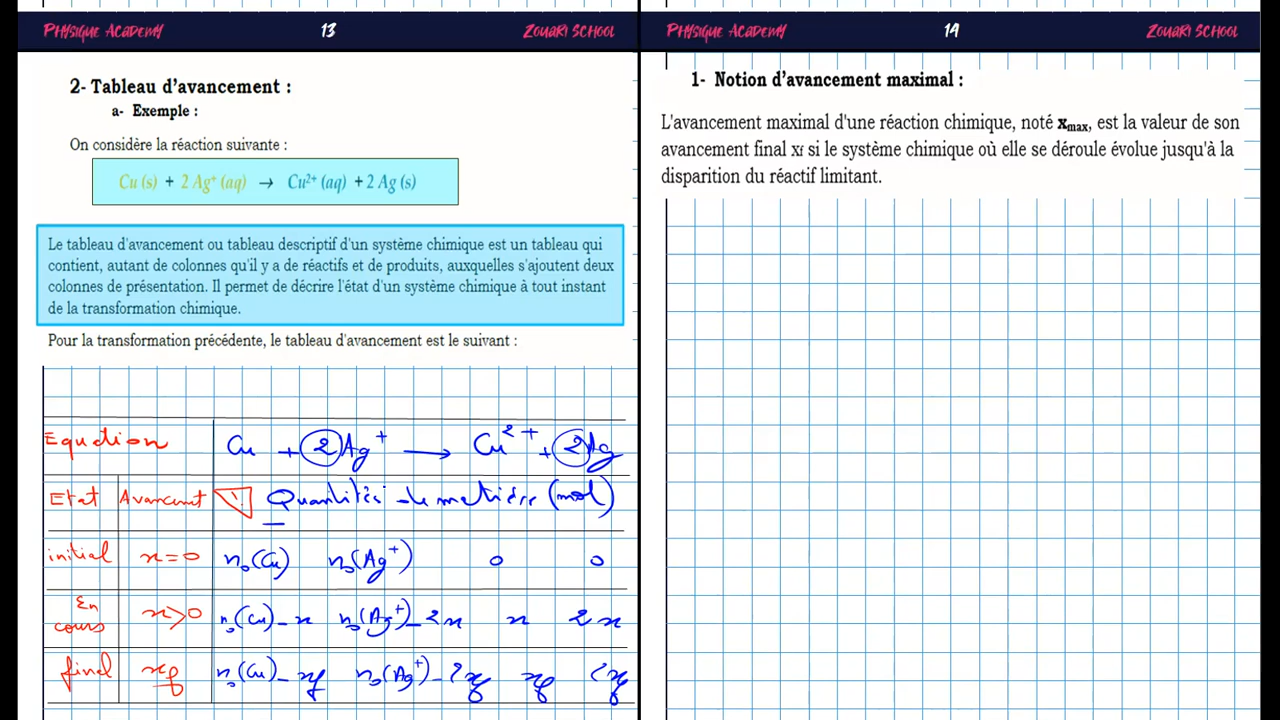 PHYSIQUE ACADEMY 13 ZOUARI SCHOOL
2- Tableau d'avancement :
a- Exemple :
On considère la réaction suivante :
Cu (s) + 2 Ag⁺ (aq) → Cu²⁺ (aq) + 2 Ag (s)
Le tableau d'avancement ou tableau descriptif d'un système chimique est un tableau qui
contient, autant de colonnes qu'il y a de réactifs et de produits, auxquelles s'ajoutent deux
colonnes de présentation. Il permet de décrire l'état d'un système chimique à tout instant
de la transformation chimique.
Pour la transformation précédente, le tableau d'avancement est le suivant :
Equation Cu + 2Ag⁺ → Cu²⁺ + 2Ag
Etat Avancement ! Quantités de matière (mol)
initial x=0 n₀(Cu) n₀(Ag⁺) 0 0
En cours x>0 n₀(Cu)-x n₀(Ag⁺)-2x x 2x
final xf n₀(Cu)-xf n₀(Ag⁺)-2xf xf 2xf
PHYSIQUE ACADEMY 14 ZOUARI SCHOOL
1- Notion d'avancement maximal :
L'avancement maximal d'une réaction chimique, noté xmax, est la valeur de son
avancement final xf si le système chimique où elle se déroule évolue jusqu'à la
disparition du réactif limitant.